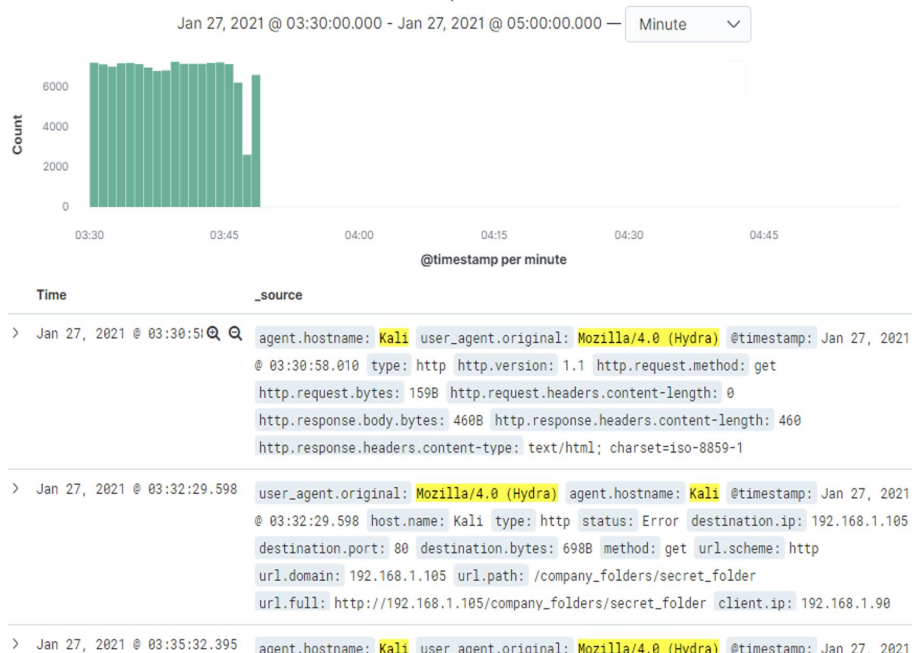 Jan 27, 2021 @ 03:30:00.000 - Jan 27, 2021 @ 05:00:00.000 — Minute
6000
4000
2000
0
Count
03:30 03:45 04:00 04:15 04:30 04:45
@timestamp per minute
Time _source
Jan 27, 2021 @ 03:30:5 agent.hostname: Kali user_agent.original: Mozilla/4.0 (Hydra) @timestamp: Jan 27, 2021
@ 03:30:58.010 type: http http.version: 1.1 http.request.method: get
http.request.bytes: 159B http.request.headers.content-length: 0
http.response.body.bytes: 460B http.response.headers.content-length: 460
http.response.headers.content-type: text/html; charset=iso-8859-1
Jan 27, 2021 @ 03:32:29.598 user_agent.original: Mozilla/4.0 (Hydra) agent.hostname: Kali @timestamp: Jan 27, 2021
@ 03:32:29.598 host.name: Kali type: http status: Error destination.ip: 192.168.1.105
destination.port: 80 destination.bytes: 698B method: get url.scheme: http
url.domain: 192.168.1.105 url.path: /company_folders/secret_folder
url.full: http://192.168.1.105/company_folders/secret_folder client.ip: 192.168.1.90
Jan 27, 2021 @ 03:35:32.395 agent.hostname: Kali user_agent.original: Mozilla/4.0 (Hydra) @timestamp: Jan 27, 2021